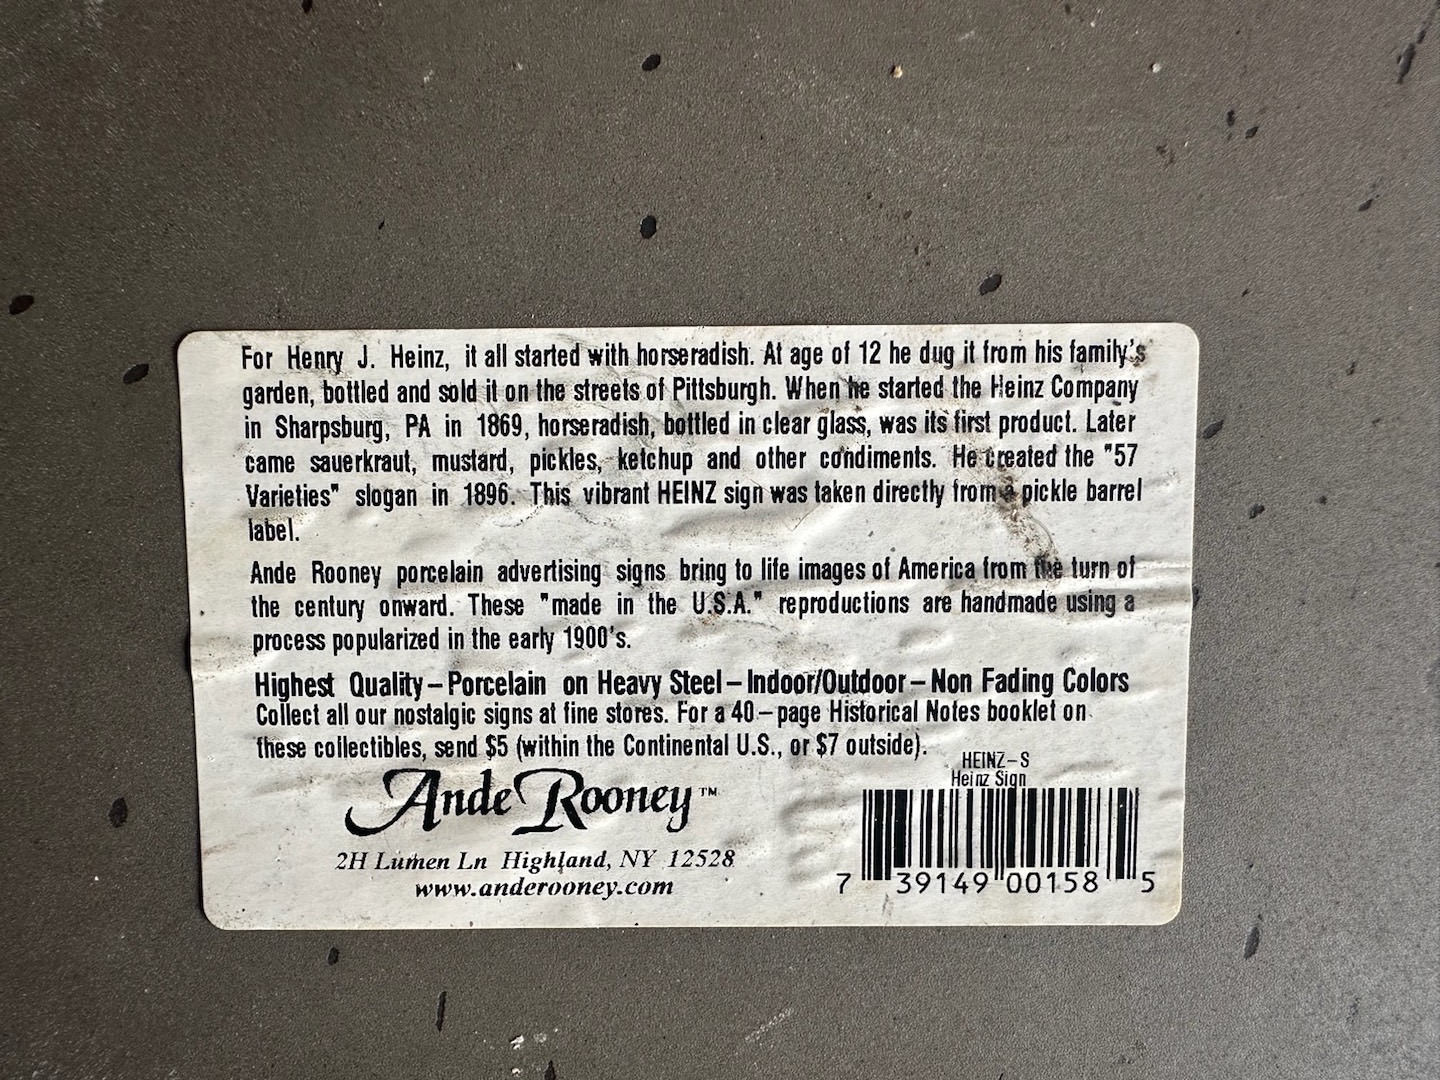 For Henry J. Heinz, it all started with horseradish. At age of 12 he dug it from his family's
garden, bottled and sold it on the streets of Pittsburgh. When he started the Heinz Company
in Sharpsburg, PA in 1869, horseradish, bottled in clear glass, was its first product. Later
came sauerkraut, mustard, pickles, ketchup and other condiments. He created the "57
Varieties" slogan in 1896. This vibrant HEINZ sign was taken directly from a pickle barrel
label.
Ande Rooney porcelain advertising signs bring to life images of America from the turn of
the century onward. These "made in the U.S.A." reproductions are handmade using a
process popularized in the early 1900's.
Highest Quality – Porcelain on Heavy Steel – Indoor/Outdoor – Non Fading Colors
Collect all our nostalgic signs at fine stores. For a 40 – page Historical Notes booklet on
these collectibles, send $5 (within the Continental U.S., or $7 outside).
HEINZ-S
Heinz Sign
Ande Rooney™
2H Lumen Ln Highland, NY 12528
www.anderooney.com
7 39149 00158 5